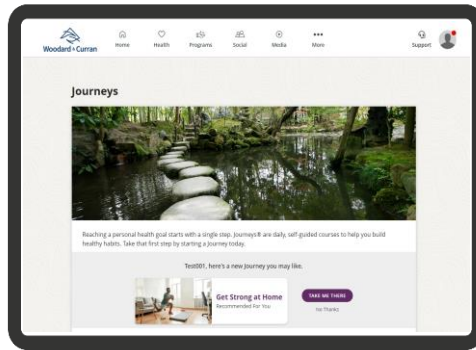 Woodard & Curran
Home
Health
Programs
Social
Media
More
Support
Journeys
Reaching a personal health goal starts with a single step. Journeys® are daily, self-guided courses to help you build
healthy habits. Take that first step by starting a Journey today.
Test001, here's a new Journey you may like.
Get Strong at Home
Recommended For You
TAKE ME THERE
No Thanks